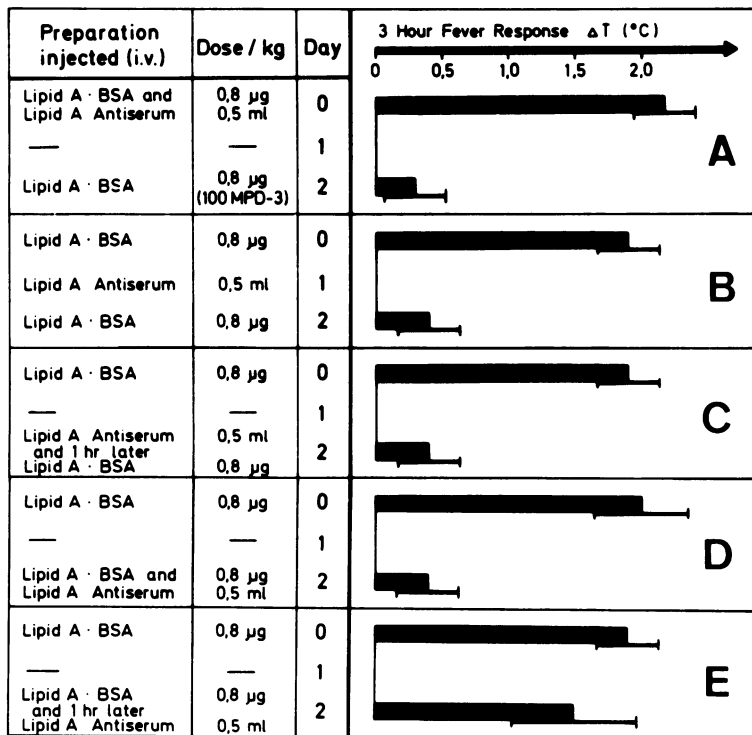 Preparation injected (i.v.) Dose / kg Day
3 Hour Fever Response ΔT (°C)
0 0,5 1,0 1,5 2,0
Lipid A · BSA and 0,8 µg 0
Lipid A Antiserum 0,5 ml
— — 1
Lipid A · BSA 0,8 µg 2
(100 MPD-3)
A
Lipid A · BSA 0,8 µg 0
Lipid A Antiserum 0,5 ml 1
Lipid A · BSA 0,8 µg 2
B
Lipid A · BSA 0,8 µg 0
— — 1
Lipid A Antiserum 0,5 ml
and 1 hr later 2
Lipid A · BSA 0,8 µg
C
Lipid A · BSA 0,8 µg 0
— — 1
Lipid A · BSA and 0,8 µg 2
Lipid A Antiserum 0,5 ml
D
Lipid A · BSA 0,8 µg 0
— — 1
Lipid A · BSA 0,8 µg
and 1 hr later 2
Lipid A Antiserum 0,5 ml
E